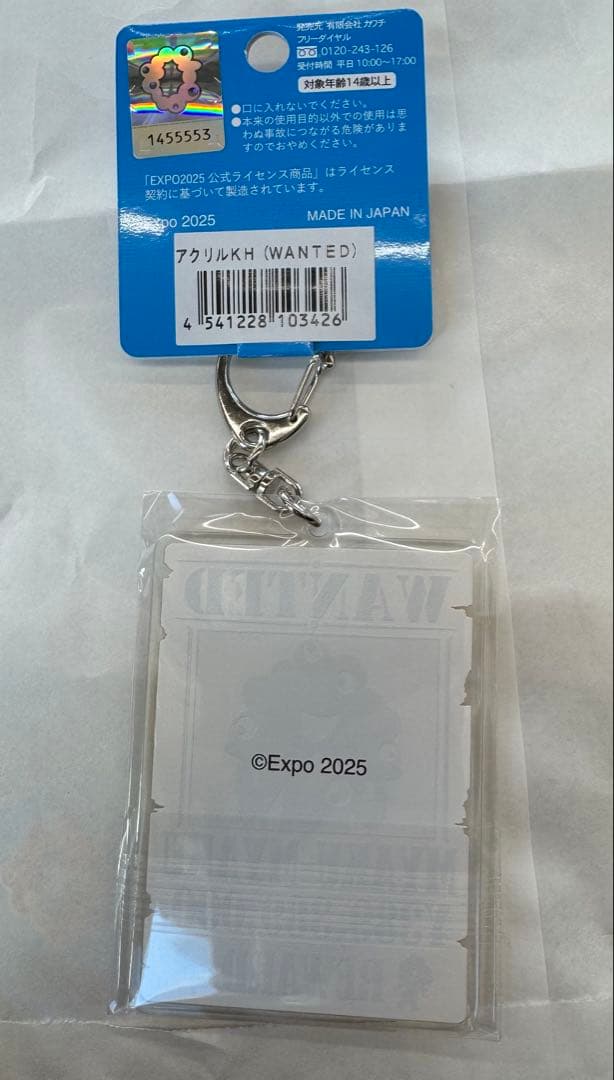 発売元 有限会社 カワチ
フリーダイヤル
0120-243-126
受付時間 平日 10:00〜17:00
対象年齢14歳以上
1455553
●口に入れないでください。
●本来の使用目的以外での使用は思
わぬ事故につながる危険がありま
すのでおやめください。
「EXPO2025 公式ライセンス商品」はライセンス
契約に基づいて製造されています。
Expo 2025
MADE IN JAPAN
アクリルKH (WANTED)
4 541228 103426
WANTED
©Expo 2025